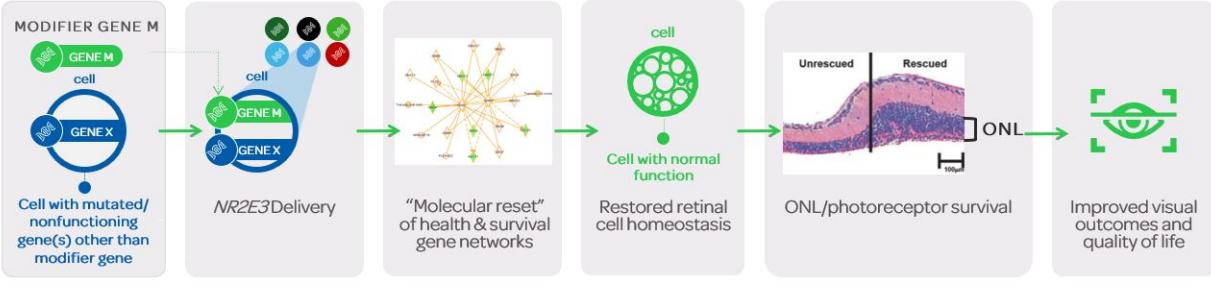 MODIFIER GENE M
GENE M
cell
GENE X
Cell with mutated/
nonfunctioning
gene(s) other than
modifier gene
cell
GENE M
GENE X
NR2E3 Delivery
"Molecular reset"
of health & survival
gene networks
cell
Cell with normal
function
Restored retinal
cell homeostasis
Unrescued
Rescued
ONL
100µm
ONL/photoreceptor survival
Improved visual
outcomes and
quality of life